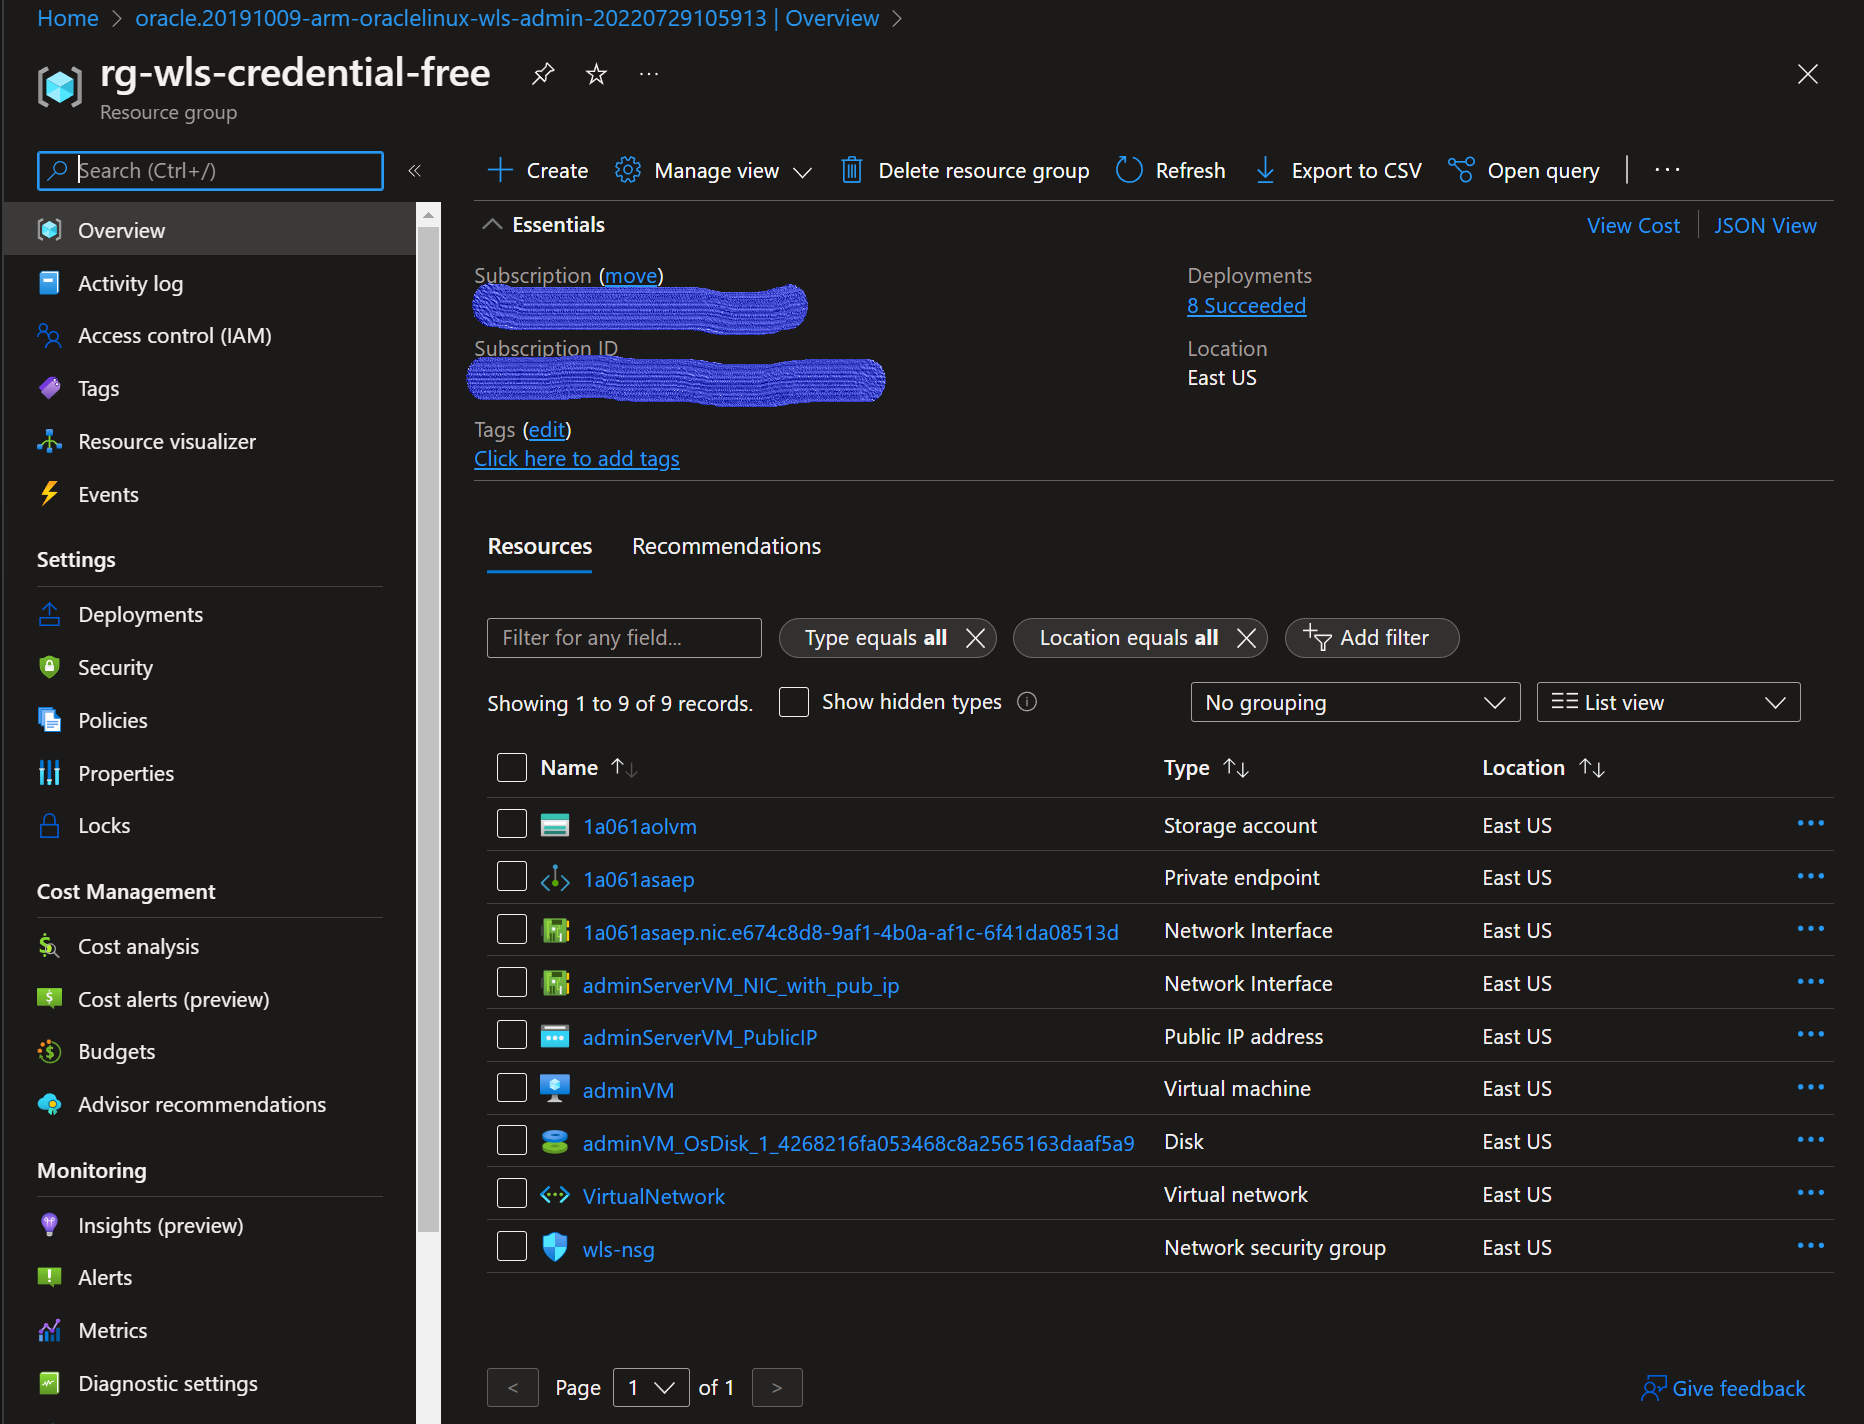 Home > oracle.20191009-arm-oraclelinux-wls-admin-20220729105913 | Overview >
rg-wls-credential-free
Resource group
Search (Ctrl+/)
Overview
Activity log
Access control (IAM)
Tags
Resource visualizer
Events
Settings
Deployments
Security
Policies
Properties
Locks
Cost Management
Cost analysis
Cost alerts (preview)
Budgets
Advisor recommendations
Monitoring
Insights (preview)
Alerts
Metrics
Diagnostic settings
Create Manage view Delete resource group Refresh Export to CSV Open query
Essentials View Cost JSON View
Subscription (move)
Deployments
8 Succeeded
Subscription ID
Location
East US
Tags (edit)
Click here to add tags
Resources Recommendations
Filter for any field... Type equals all Location equals all Add filter
Showing 1 to 9 of 9 records. Show hidden types No grouping List view
Name Type Location
1a061aolvm Storage account East US
1a061asaep Private endpoint East US
1a061asaep.nic.e674c8d8-9af1-4b0a-af1c-6f41da08513d Network Interface East US
adminServerVM_NIC_with_pub_ip Network Interface East US
adminServerVM_PublicIP Public IP address East US
adminVM Virtual machine East US
adminVM_OsDisk_1_4268216fa053468c8a2565163daaf5a9 Disk East US
VirtualNetwork Virtual network East US
wls-nsg Network security group East US
< Page 1 of 1 >
Give feedback